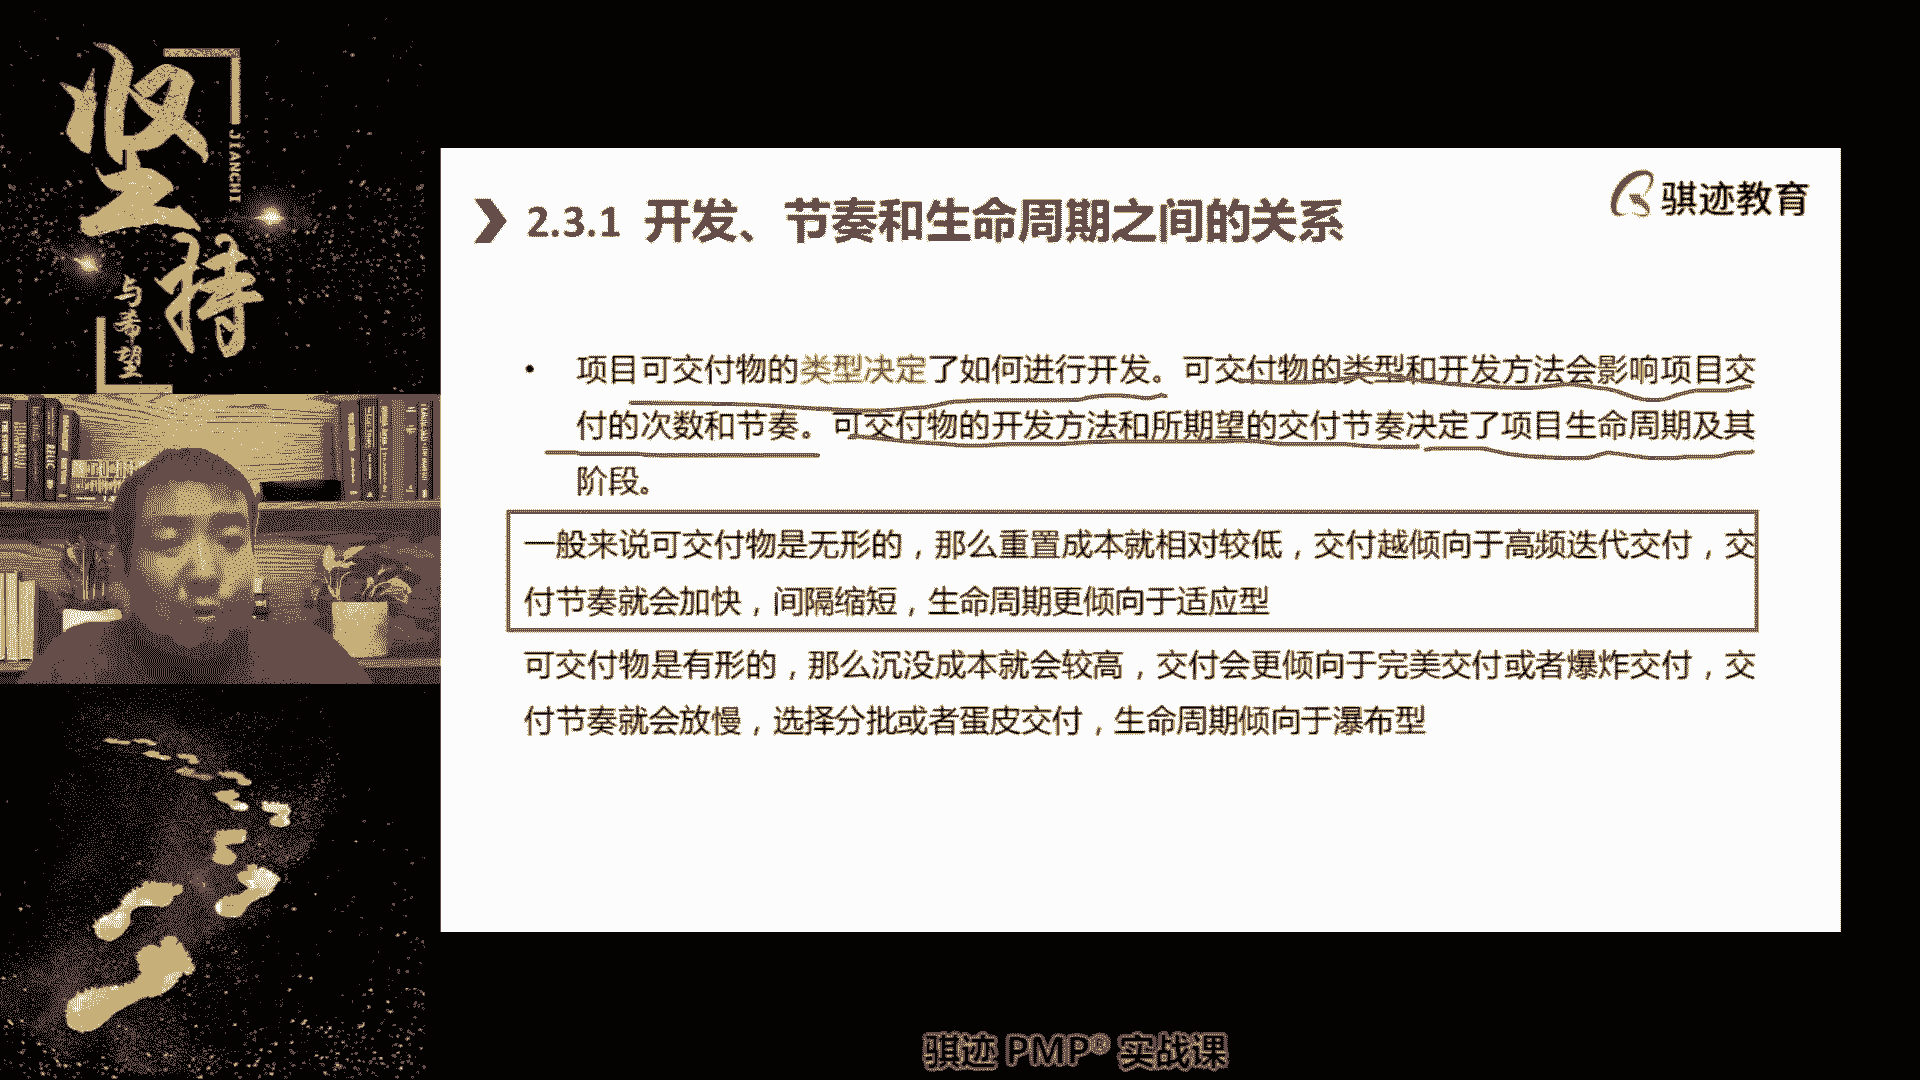 坚持
JIANCHI
与希望
骐迹教育
2.3.1 开发、节奏和生命周期之间的关系
• 项目可交付物的类型决定了如何进行开发。可交付物的类型和开发方法会影响项目交
付的次数和节奏。可交付物的开发方法和所期望的交付节奏决定了项目生命周期及其
阶段。
一般来说可交付物是无形的，那么重置成本就相对较低，交付越倾向于高频迭代交付，交
付节奏就会加快，间隔缩短，生命周期更倾向于适应型
可交付物是有形的，那么沉没成本就会较高，交付会更倾向于完美交付或者爆炸交付，交
付节奏就会放慢，选择分批或者蛋皮交付，生命周期倾向于瀑布型
骐迹 PMP® 实战课